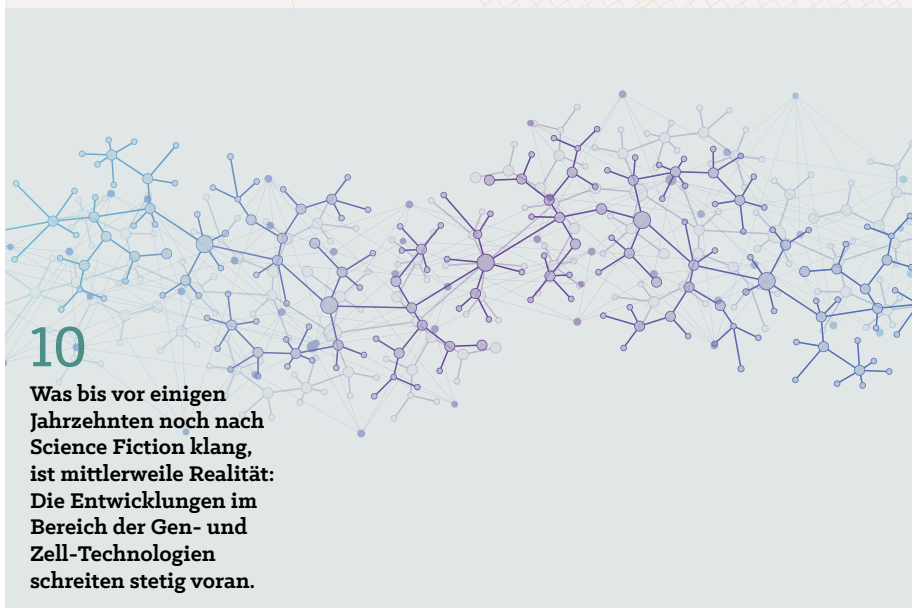 10
Was bis vor einigen
Jahrzehnten noch nach
Science Fiction klang,
ist mittlerweile Realität:
Die Entwicklungen im
Bereich der Gen- und
Zell-Technologien
schreiten stetig voran.